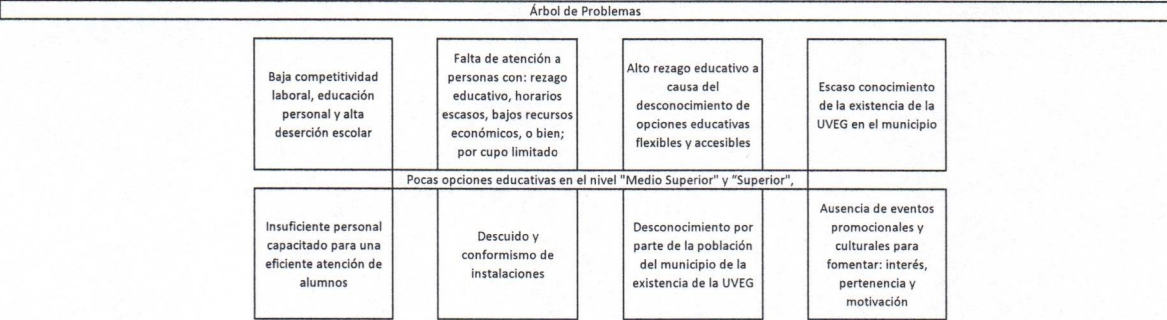 Árbol de Problemas
Baja competitividad
laboral, educación
personal y alta
deserción escolar
Falta de atención a
personas con: rezago
educativo, horarios
escasos, bajos recursos
económicos, o bien;
por cupo limitado
Alto rezago educativo a
causa del
desconocimiento de
opciones educativas
flexibles y accesibles
Escaso conocimiento
de la existencia de la
UVEG en el municipio
Pocas opciones educativas en el nivel "Medio Superior" y "Superior",
Insuficiente personal
capacitado para una
eficiente atención de
alumnos
Descuido y
conformismo de
instalaciones
Desconocimiento por
parte de la población
del municipio de la
existencia de la UVEG
Ausencia de eventos
promocionales y
culturales para
fomentar: interés,
pertenencia y
motivación